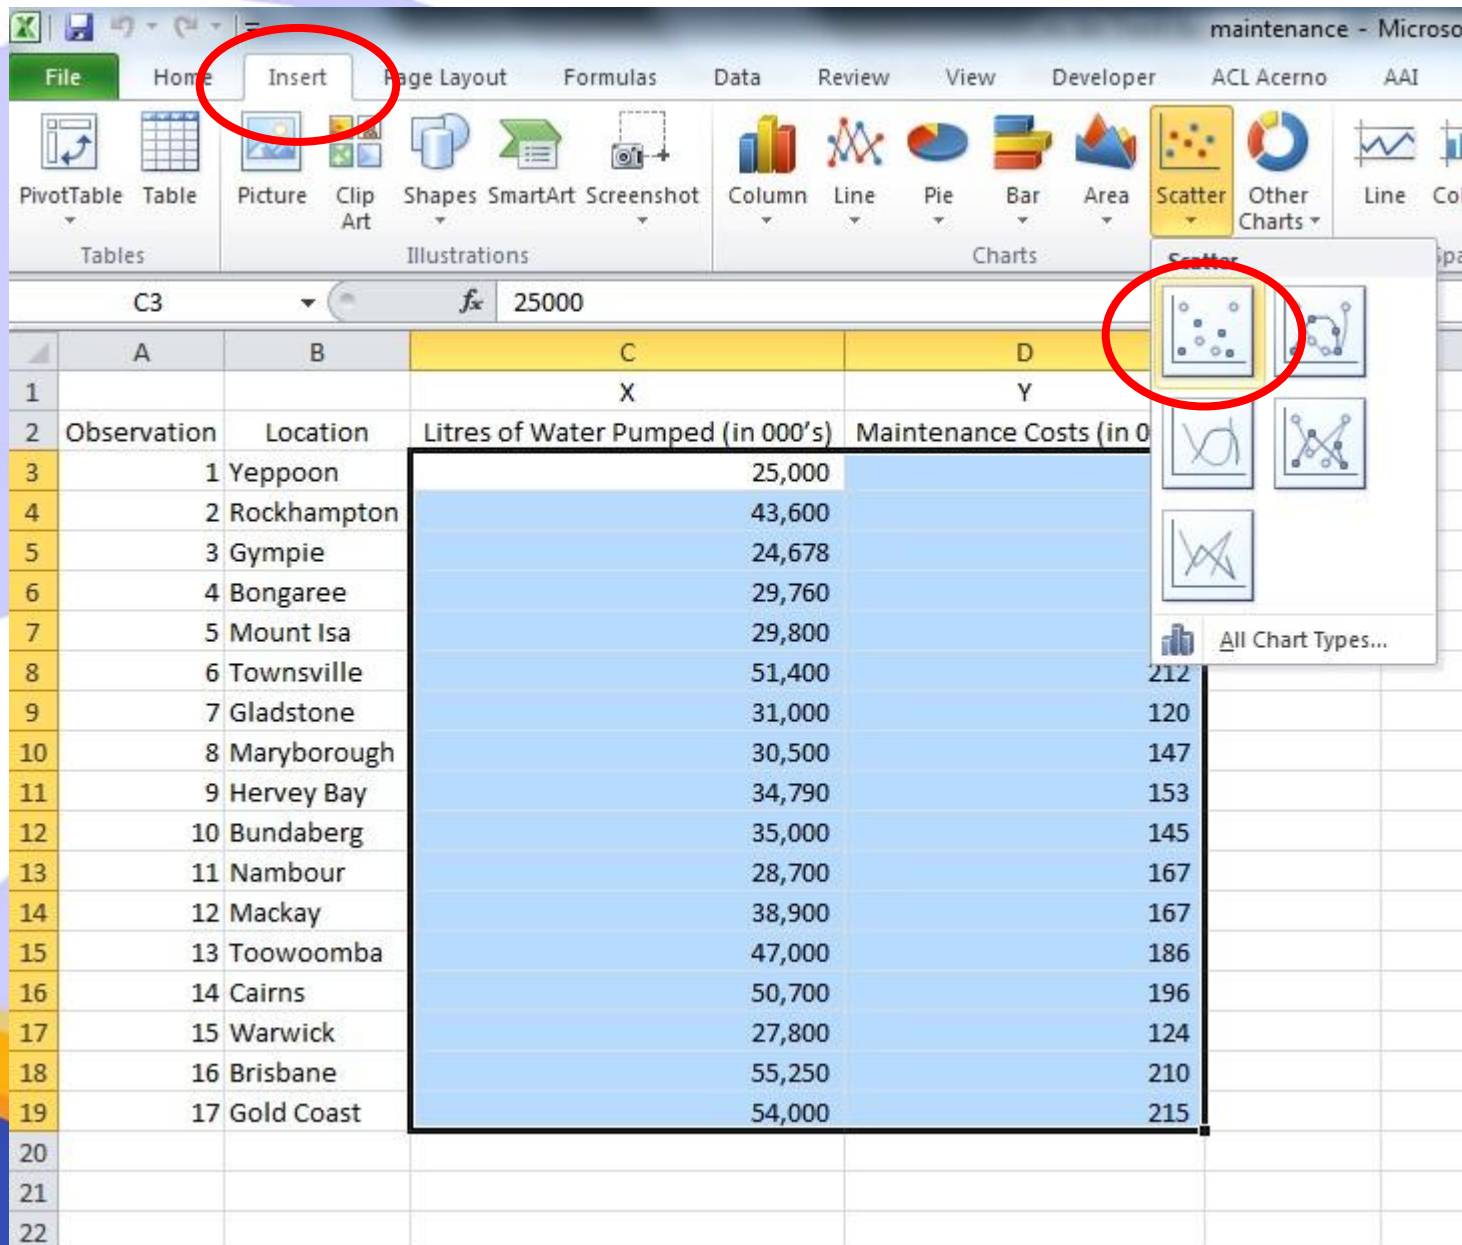 maintenance - Microso
File Home Insert Page Layout Formulas Data Review View Developer ACL Acerno AAI
PivotTable Table Picture Clip Art Shapes SmartArt Screenshot Column Line Pie Bar Area Scatter Other Charts Line
Tables Illustrations Charts
Scatter
C3 fx 25000
A B C D
1 X Y
2 Observation Location Litres of Water Pumped (in 000's) Maintenance Costs (in 0
3 1 Yeppoon 25,000
4 2 Rockhampton 43,600
5 3 Gympie 24,678
6 4 Bongaree 29,760
7 5 Mount Isa 29,800
All Chart Types...
8 6 Townsville 51,400 212
9 7 Gladstone 31,000 120
10 8 Maryborough 30,500 147
11 9 Hervey Bay 34,790 153
12 10 Bundaberg 35,000 145
13 11 Nambour 28,700 167
14 12 Mackay 38,900 167
15 13 Toowoomba 47,000 186
16 14 Cairns 50,700 196
17 15 Warwick 27,800 124
18 16 Brisbane 55,250 210
19 17 Gold Coast 54,000 215
20
21
22